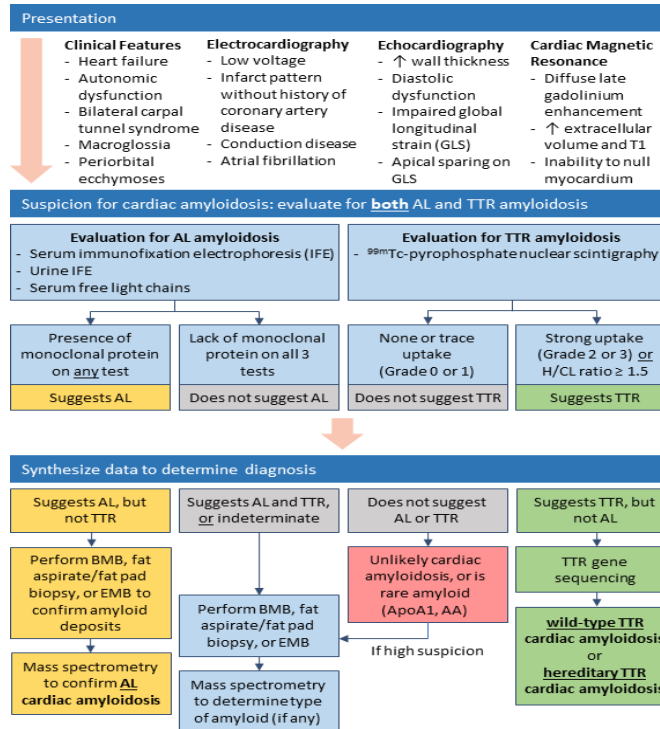 Presentation
Clinical Features
- Heart failure
- Autonomic
dysfunction
- Bilateral carpal
tunnel syndrome
- Macroglossia
- Periorbital
ecchymoses
Electrocardiography
- Low voltage
- Infarct pattern
without history of
coronary artery
disease
- Conduction disease
- Atrial fibrillation
Echocardiography
- ↑ wall thickness
- Diastolic
dysfunction
- Impaired global
longitudinal
strain (GLS)
- Apical sparing on
GLS
Cardiac Magnetic
Resonance
- Diffuse late
gadolinium
enhancement
- ↑ extracellular
volume and T1
- Inability to null
myocardium
Suspicion for cardiac amyloidosis: evaluate for both AL and TTR amyloidosis
Evaluation for AL amyloidosis
- Serum immunofixation electrophoresis (IFE)
- Urine IFE
- Serum free light chains
Evaluation for TTR amyloidosis
- 99mTc-pyrophosphate nuclear scintigraphy
Presence of
monoclonal protein
on any test
Suggests AL
Lack of monoclonal
protein on all 3
tests
Does not suggest AL
None or trace
uptake
(Grade 0 or 1)
Does not suggest TTR
Strong uptake
(Grade 2 or 3) or
H/CL ratio ≥ 1.5
Suggests TTR
Synthesize data to determine diagnosis
Suggests AL, but
not TTR
Perform BMB, fat
aspirate/fat pad
biopsy, or EMB to
confirm amyloid
deposits
Mass spectrometry
to confirm AL
cardiac amyloidosis
Suggests AL and TTR,
or indeterminate
Perform BMB, fat
aspirate/fat pad
biopsy, or EMB
Mass spectrometry
to determine type
of amyloid (if any)
Does not suggest
AL or TTR
Unlikely cardiac
amyloidosis, or is
rare amyloid
(ApoA1, AA)
If high suspicion
Suggests TTR, but
not AL
TTR gene
sequencing
wild-type TTR
cardiac amyloidosis
or
hereditary TTR
cardiac amyloidosis